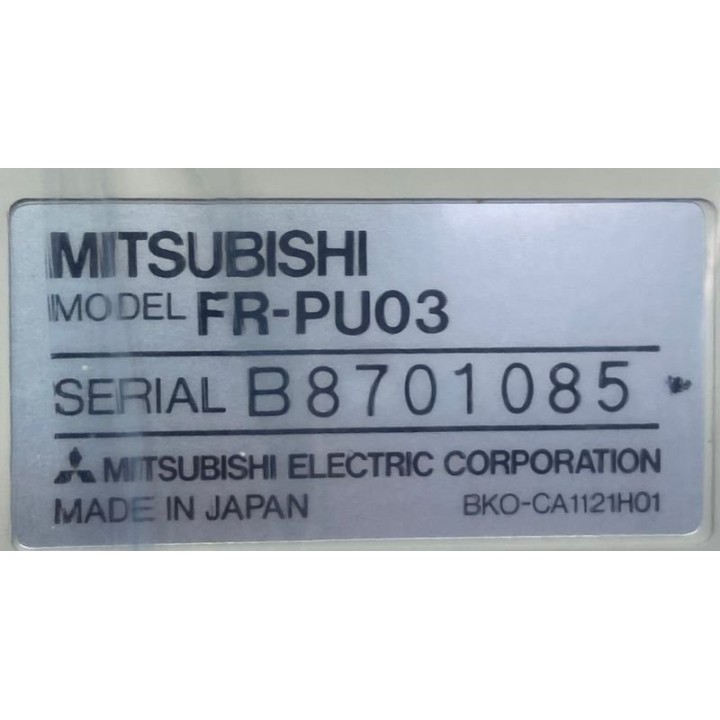 MITSUBISHI
MODEL FR-PU03
SERIAL B8701085
MITSUBISHI ELECTRIC CORPORATION
MADE IN JAPAN BKO-CA1121H01